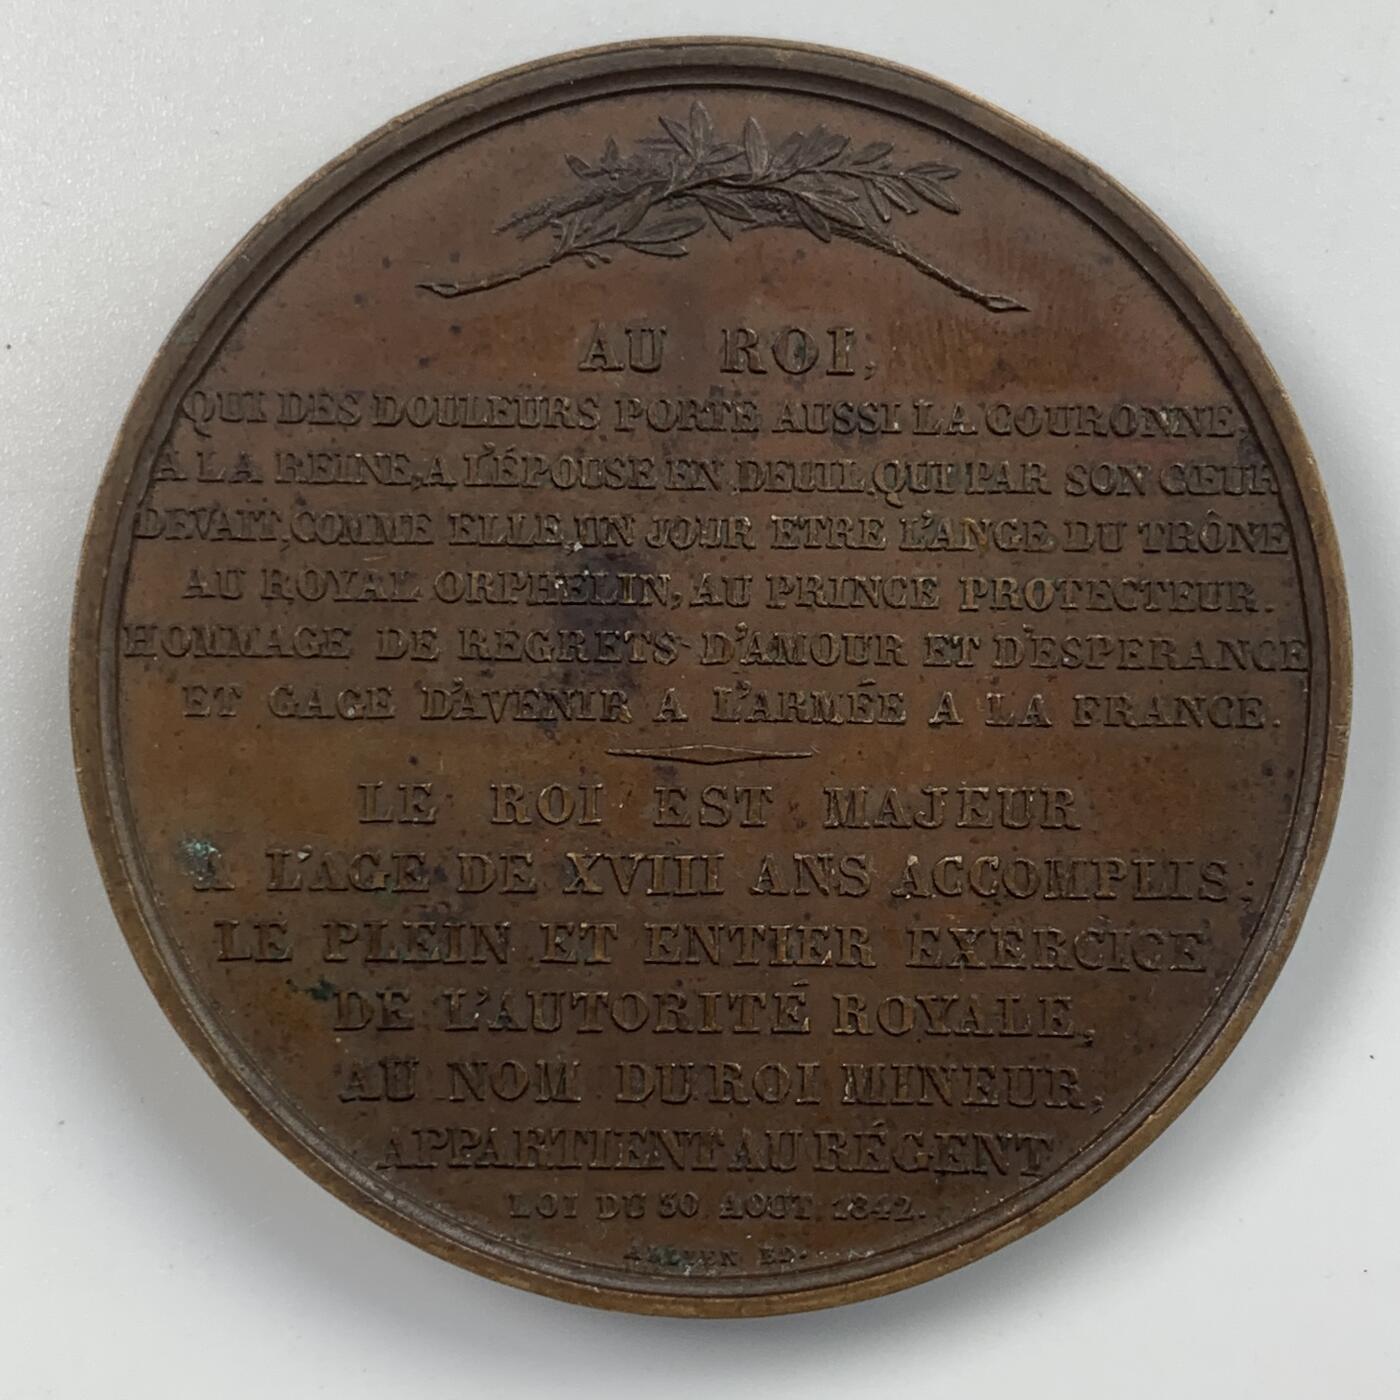 AU ROI,
QUI DES DOULEURS PORTE AUSSI LA COURONNE,
A LA REINE, A L'ÉPOUSE EN DEUIL, QUI PAR SON CŒUR
DEVAIT, COMME ELLE, UN JOUR ETRE L'ANGE DU TRÔNE
AU ROYAL ORPHELIN, AU PRINCE PROTECTEUR.
HOMMAGE DE REGRETS D'AMOUR ET D'ESPERANCE
ET GAGE D'AVENIR A L'ARMÉE A LA FRANCE.
LE ROI EST MAJEUR
A L'AGE DE XVIII ANS ACCOMPLIS;
LE PLEIN ET ENTIER EXERCICE
DE L'AUTORITÉ ROYALE,
AU NOM DU ROI MINEUR,
APPARTIENT AU RÉGENT
LOI DU 30 AOUT 1842.
ED.